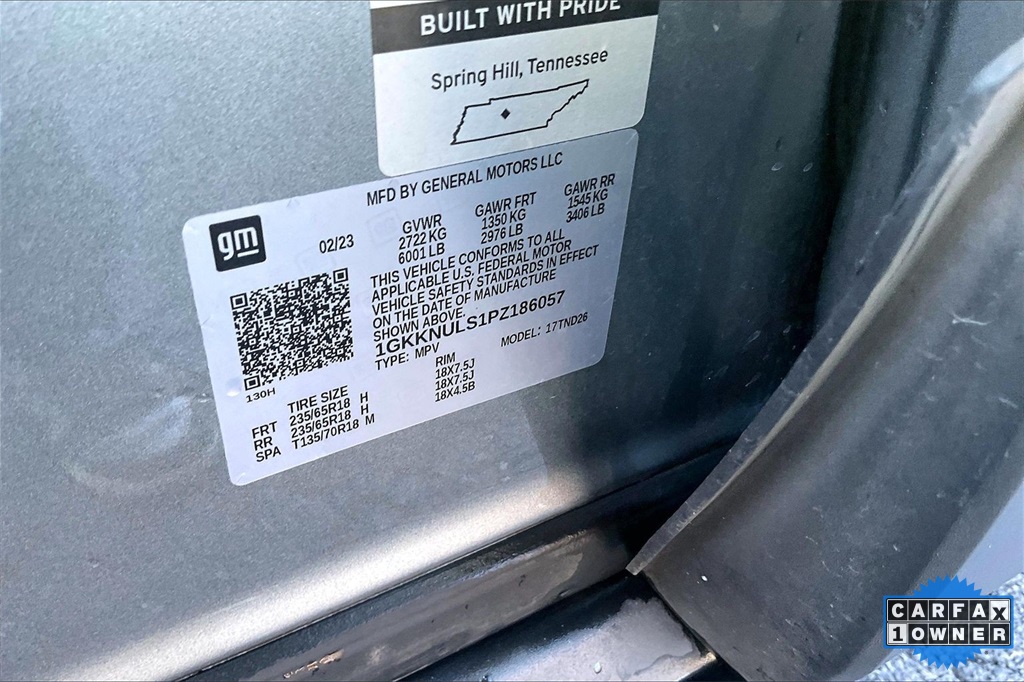 BUILT WITH PRIDE
Spring Hill, Tennessee
MFD BY GENERAL MOTORS LLC
gm
02/23
GVWR GAWR FRT GAWR RR
2722 KG 1350 KG 1545 KG
6001 LB 2976 LB 3406 LB
THIS VEHICLE CONFORMS TO ALL
APPLICABLE U.S. FEDERAL MOTOR
VEHICLE SAFETY STANDARDS IN EFFECT
ON THE DATE OF MANUFACTURE
SHOWN ABOVE.
1GKKNULS1PZ186057
TYPE: MPV MODEL: 17TND26
130H
TIRE SIZE RIM
FRT 235/65R18 H 18X7.5J
RR 235/65R18 H 18X7.5J
SPA T135/70R18 M 18X4.5B
CARFAX
1 OWNER